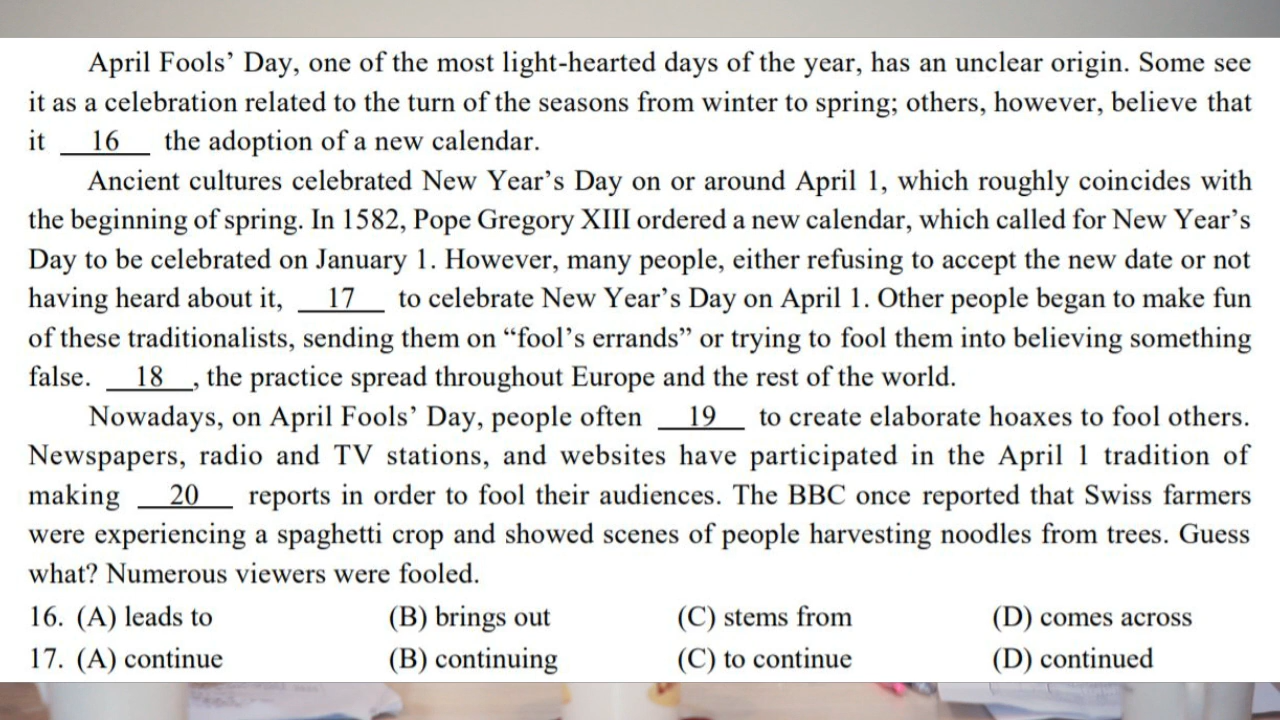 April Fools’ Day, one of the most light-hearted days of the year, has an unclear origin. Some see
it as a celebration related to the turn of the seasons from winter to spring; others, however, believe that
it 16 the adoption of a new calendar.
Ancient cultures celebrated New Year’s Day on or around April 1, which roughly coincides with
the beginning of spring. In 1582, Pope Gregory XIII ordered a new calendar, which called for New Year’s
Day to be celebrated on January 1. However, many people, either refusing to accept the new date or not
having heard about it, 17 to celebrate New Year’s Day on April 1. Other people began to make fun
of these traditionalists, sending them on “fool’s errands” or trying to fool them into believing something
false. 18 , the practice spread throughout Europe and the rest of the world.
Nowadays, on April Fools’ Day, people often 19 to create elaborate hoaxes to fool others.
Newspapers, radio and TV stations, and websites have participated in the April 1 tradition of
making 20 reports in order to fool their audiences. The BBC once reported that Swiss farmers
were experiencing a spaghetti crop and showed scenes of people harvesting noodles from trees. Guess
what? Numerous viewers were fooled.
16. (A) leads to (B) brings out (C) stems from (D) comes across
17. (A) continue (B) continuing (C) to continue (D) continued